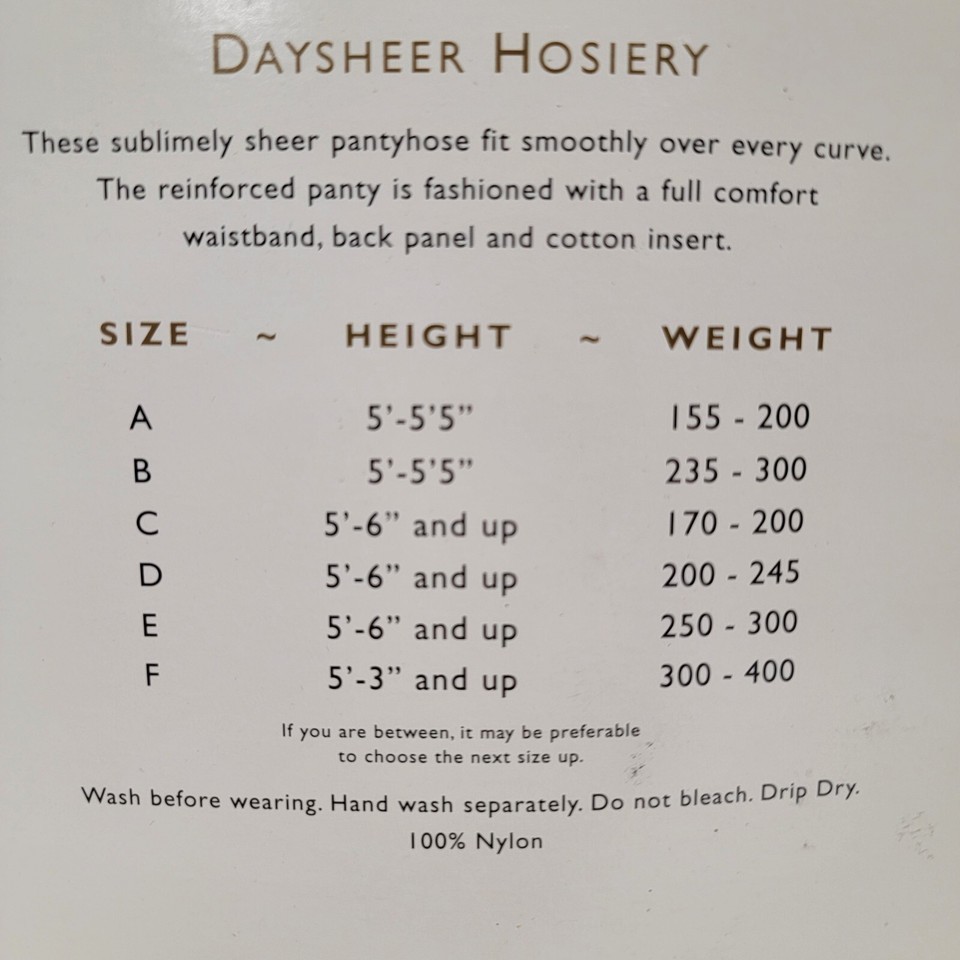 DAYSHEER HOSIERY
These sublimely sheer pantyhose fit smoothly over every curve.
The reinforced panty is fashioned with a full comfort
waistband, back panel and cotton insert.
SIZE ~ HEIGHT ~ WEIGHT
A 5'-5'5" 155 - 200
B 5'-5'5" 235 - 300
C 5'-6" and up 170 - 200
D 5'-6" and up 200 - 245
E 5'-6" and up 250 - 300
F 5'-3" and up 300 - 400
If you are between, it may be preferable
to choose the next size up.
Wash before wearing. Hand wash separately. Do not bleach. Drip Dry.
100% Nylon